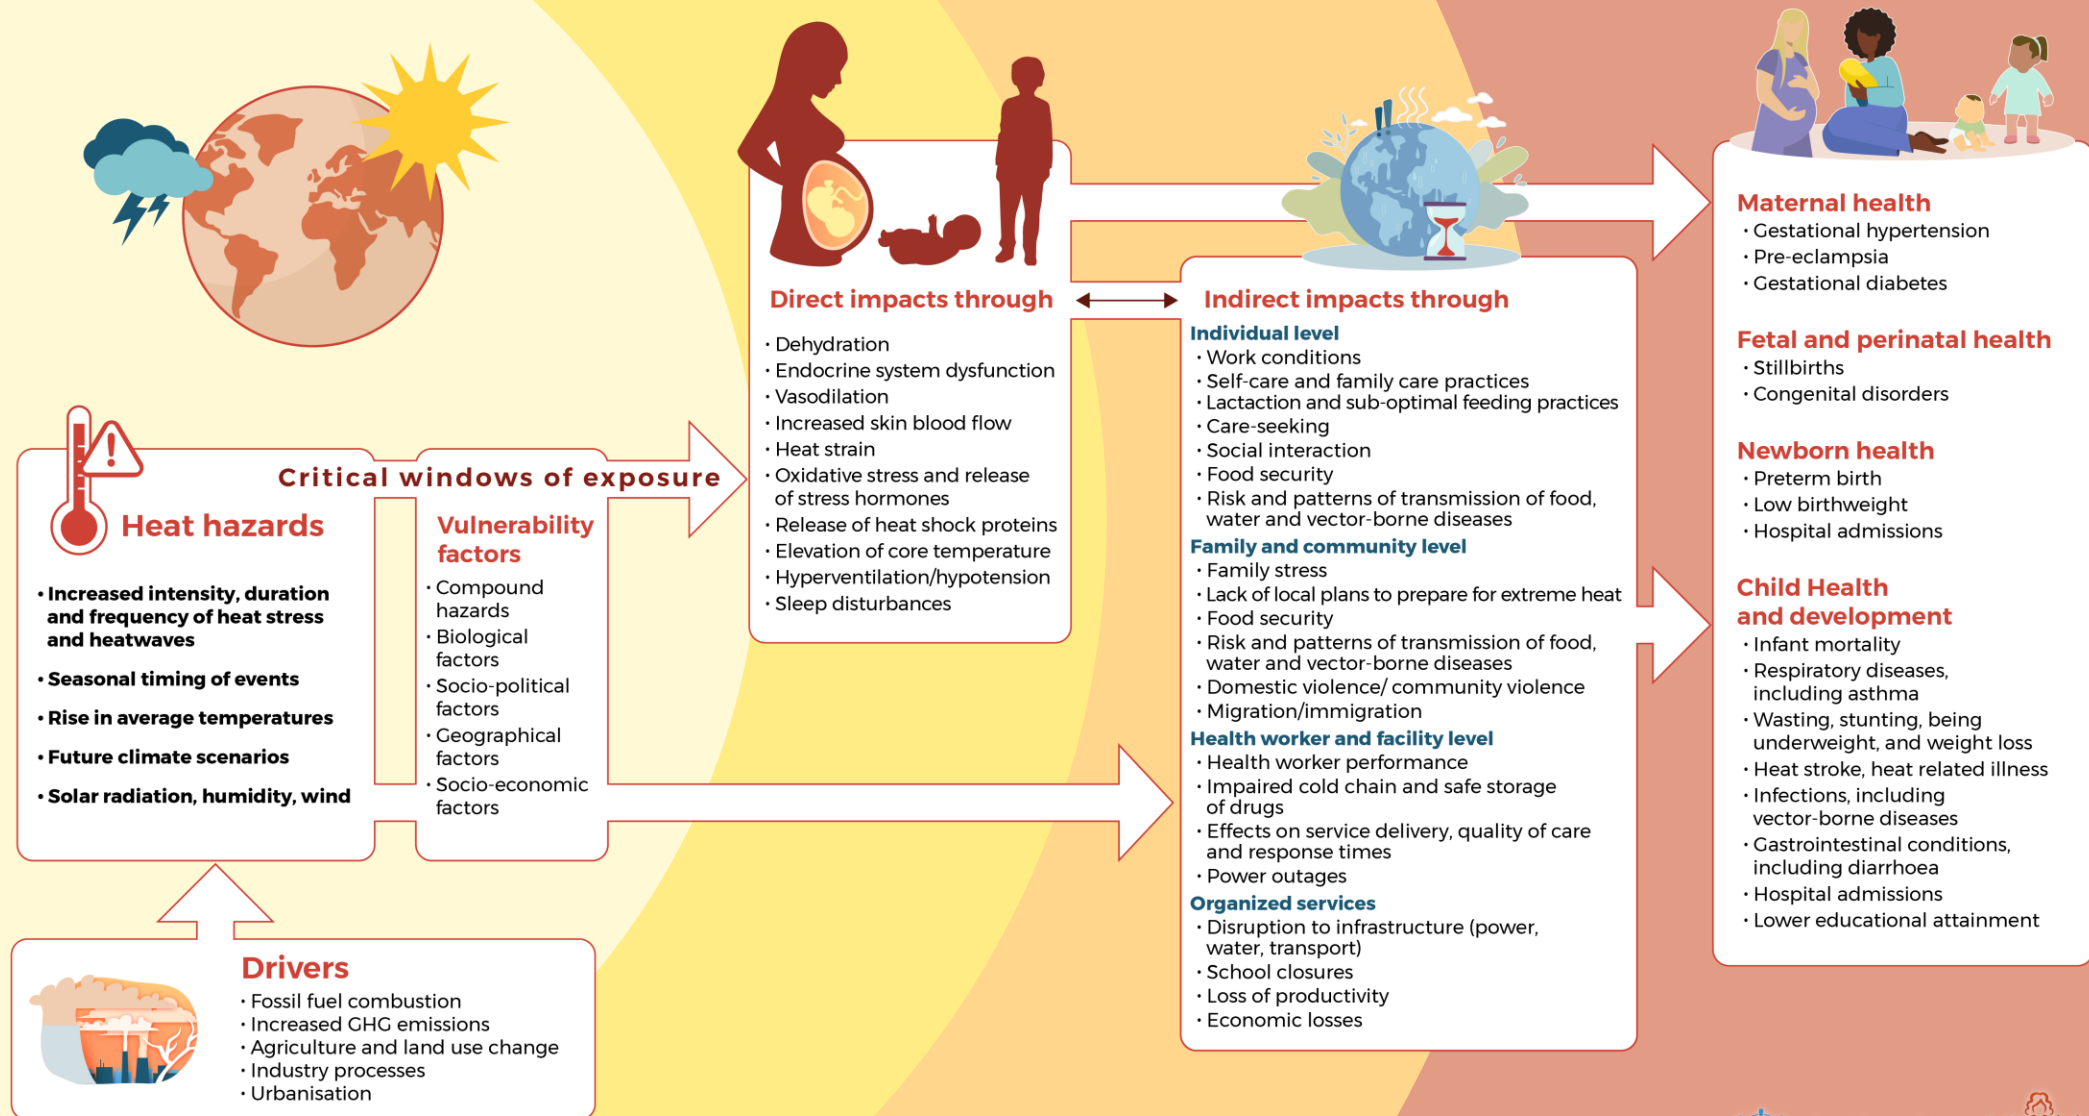 Critical windows of exposure
Heat hazards
• Increased intensity, duration
and frequency of heat stress
and heatwaves
• Seasonal timing of events
• Rise in average temperatures
• Future climate scenarios
• Solar radiation, humidity, wind
Vulnerability
factors
· Compound
hazards
· Biological
factors
· Socio-political
factors
· Geographical
factors
· Socio-economic
factors
Drivers
· Fossil fuel combustion
· Increased GHG emissions
· Agriculture and land use change
· Industry processes
· Urbanisation
Direct impacts through
· Dehydration
· Endocrine system dysfunction
· Vasodilation
· Increased skin blood flow
· Heat strain
· Oxidative stress and release
of stress hormones
· Release of heat shock proteins
· Elevation of core temperature
· Hyperventilation/hypotension
· Sleep disturbances
Indirect impacts through
Individual level
· Work conditions
· Self-care and family care practices
· Lactaction and sub-optimal feeding practices
· Care-seeking
· Social interaction
· Food security
· Risk and patterns of transmission of food,
water and vector-borne diseases
Family and community level
· Family stress
· Lack of local plans to prepare for extreme heat
· Food security
· Risk and patterns of transmission of food,
water and vector-borne diseases
· Domestic violence/ community violence
· Migration/immigration
Health worker and facility level
· Health worker performance
· Impaired cold chain and safe storage
of drugs
· Effects on service delivery, quality of care
and response times
· Power outages
Organized services
· Disruption to infrastructure (power,
water, transport)
· School closures
· Loss of productivity
· Economic losses
Maternal health
· Gestational hypertension
· Pre-eclampsia
· Gestational diabetes
Fetal and perinatal health
· Stillbirths
· Congenital disorders
Newborn health
· Preterm birth
· Low birthweight
· Hospital admissions
Child Health
and development
· Infant mortality
· Respiratory diseases,
including asthma
· Wasting, stunting, being
underweight, and weight loss
· Heat stroke, heat related illness
· Infections, including
vector-borne diseases
· Gastrointestinal conditions,
including diarrhoea
· Hospital admissions
· Lower educational attainment